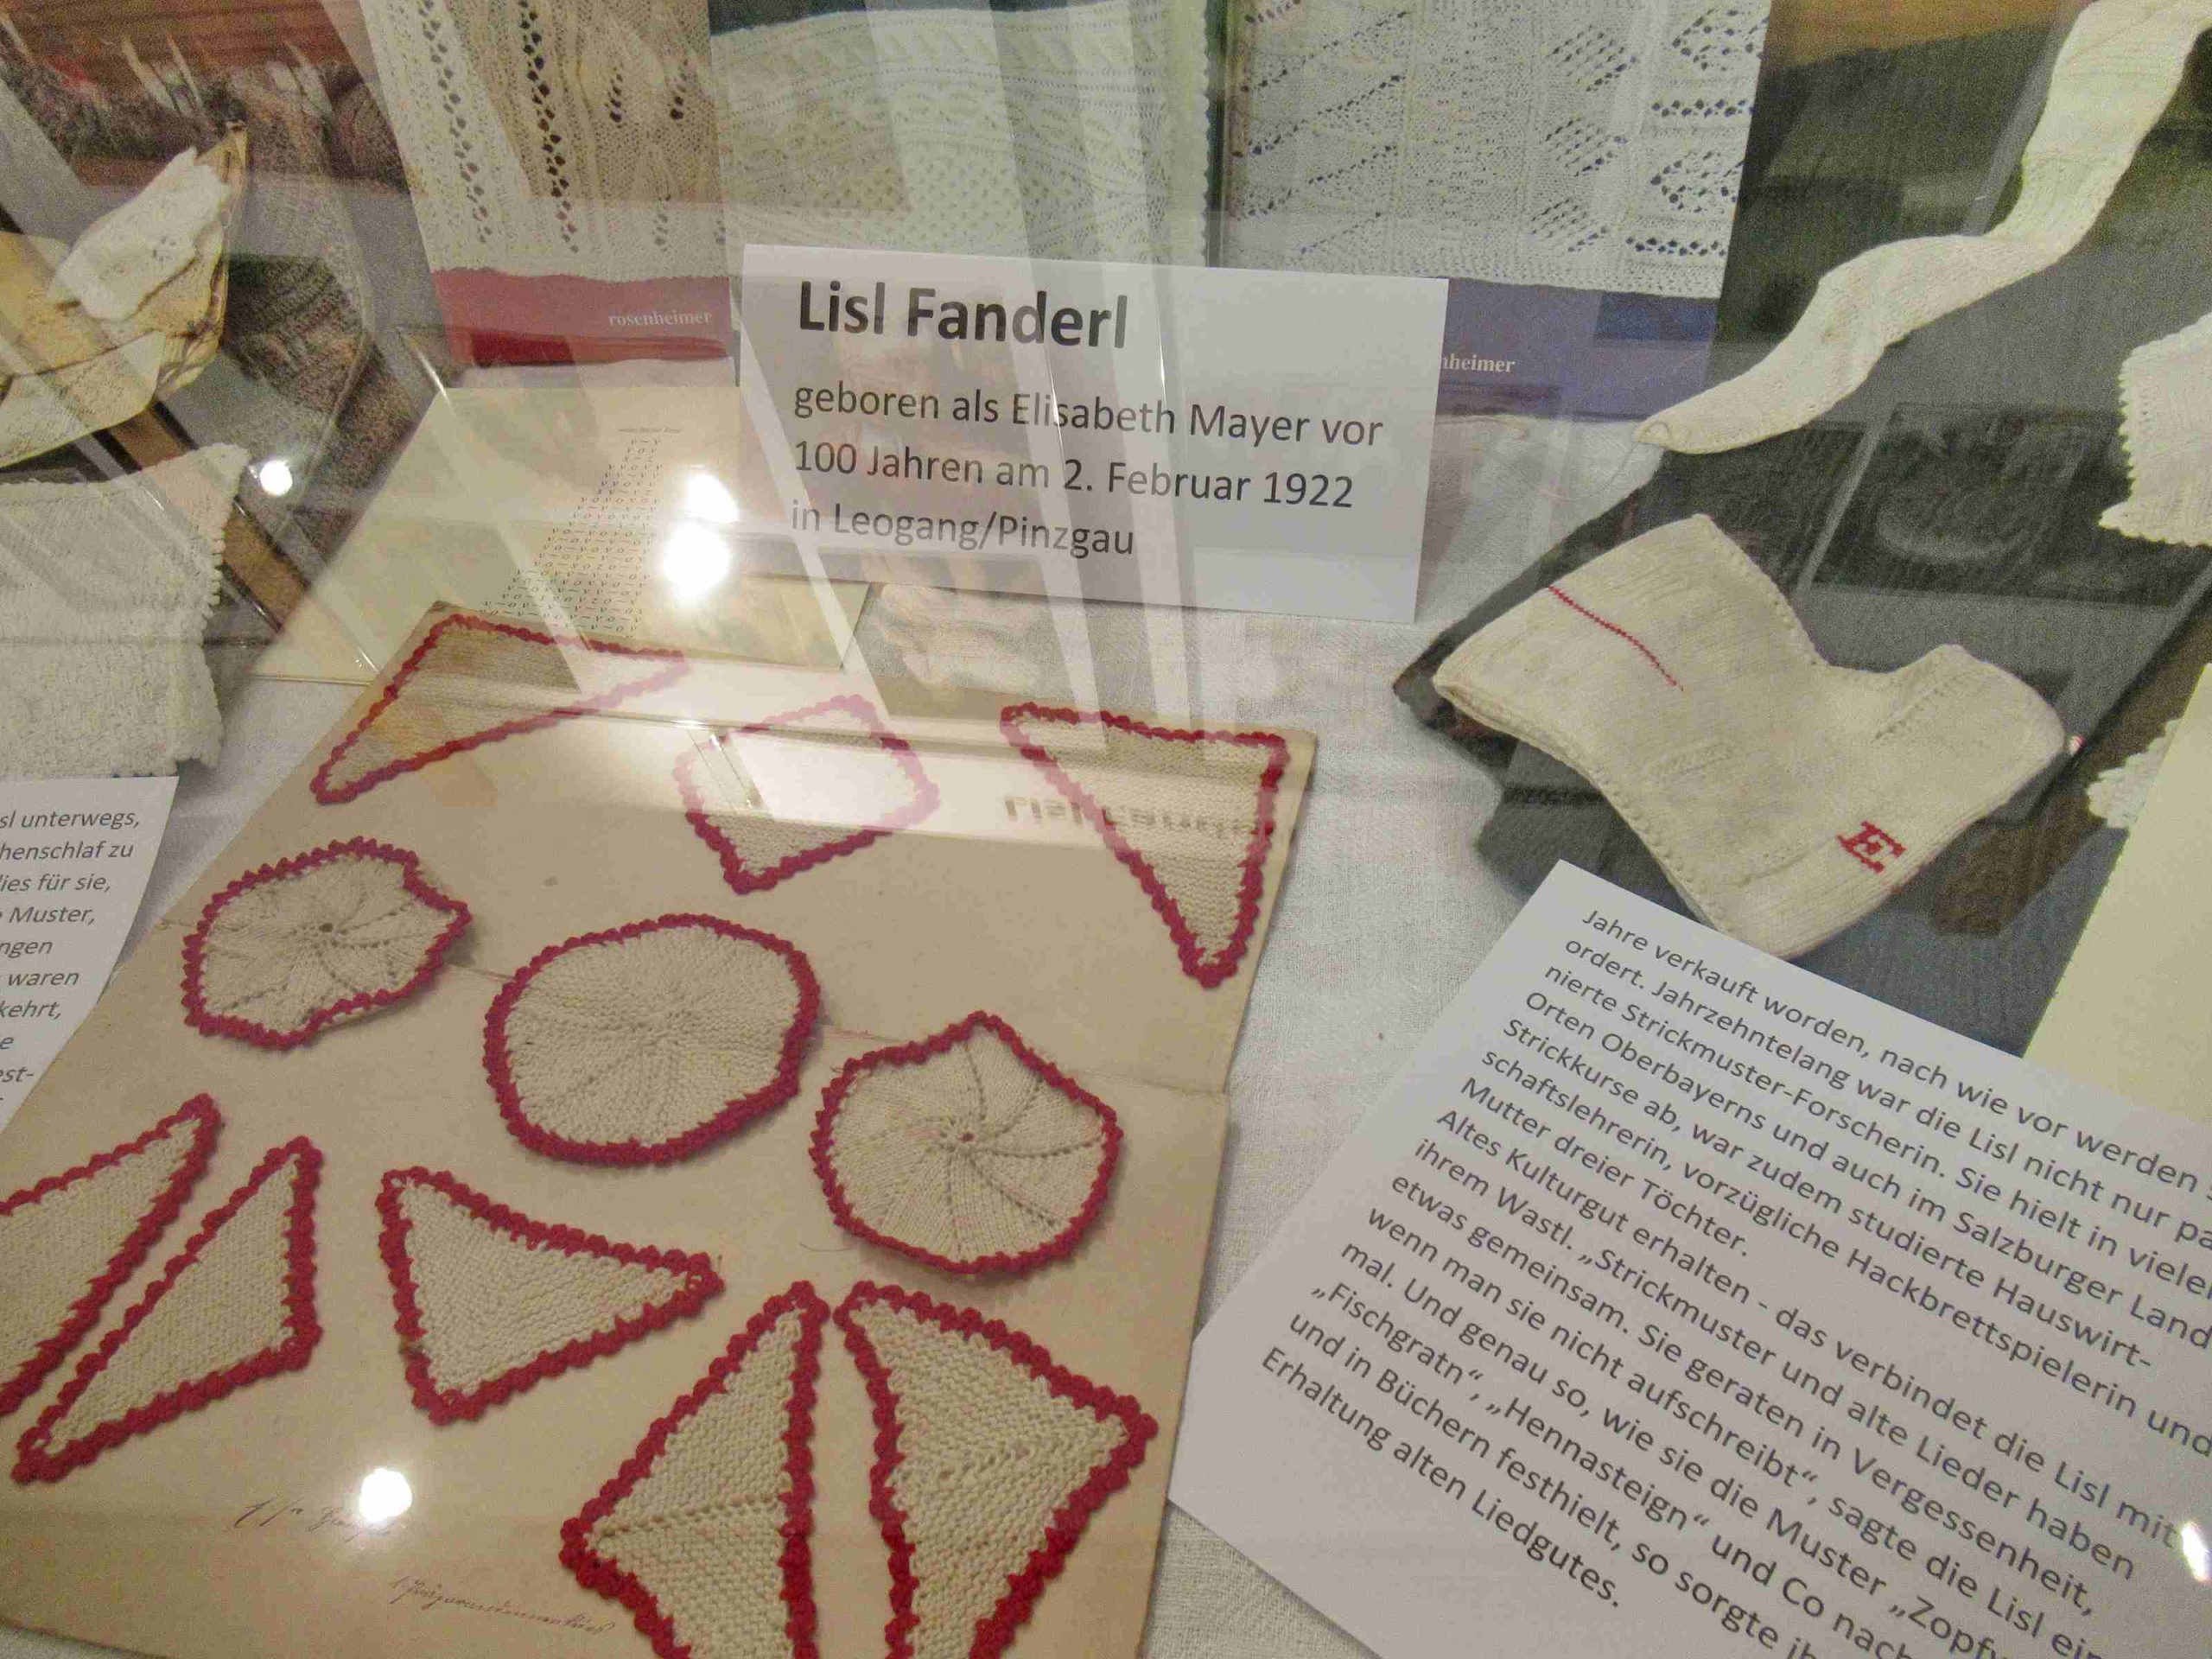 rosenheimer
nheimer
Lisl Fanderl
geboren als Elisabeth Mayer vor
100 Jahren am 2. Februar 1922
in Leogang/Pinzgau
sl unterwegs,
henschlaf zu
ies für sie,
Muster,
ngen
waren
kehrt,
e
est-
E
Jahre verkauft worden, nach wie vor werden
ordert. Jahrzehntelang war die Lisl nicht nur pa
nierte Strickmuster-Forscherin. Sie hielt in viele
Orten Oberbayerns und auch im Salzburger Land
Strickkurse ab, war zudem studierte Hauswirt-
schaftslehrerin, vorzügliche Hackbrettspielerin und
Mutter dreier Töchter.
Altes Kulturgut erhalten - das verbindet die Lisl mit
ihrem Wastl. „Strickmuster und alte Lieder haben
etwas gemeinsam. Sie geraten in Vergessenheit,
wenn man sie nicht aufschreibt“, sagte die Lisl ein
mal. Und genau so, wie sie die Muster „Zopf
„Fischgratn“, „Hennasteign“ und Co nach
und in Büchern festhielt, so sorgte ih
Erhaltung alten Liedgutes.